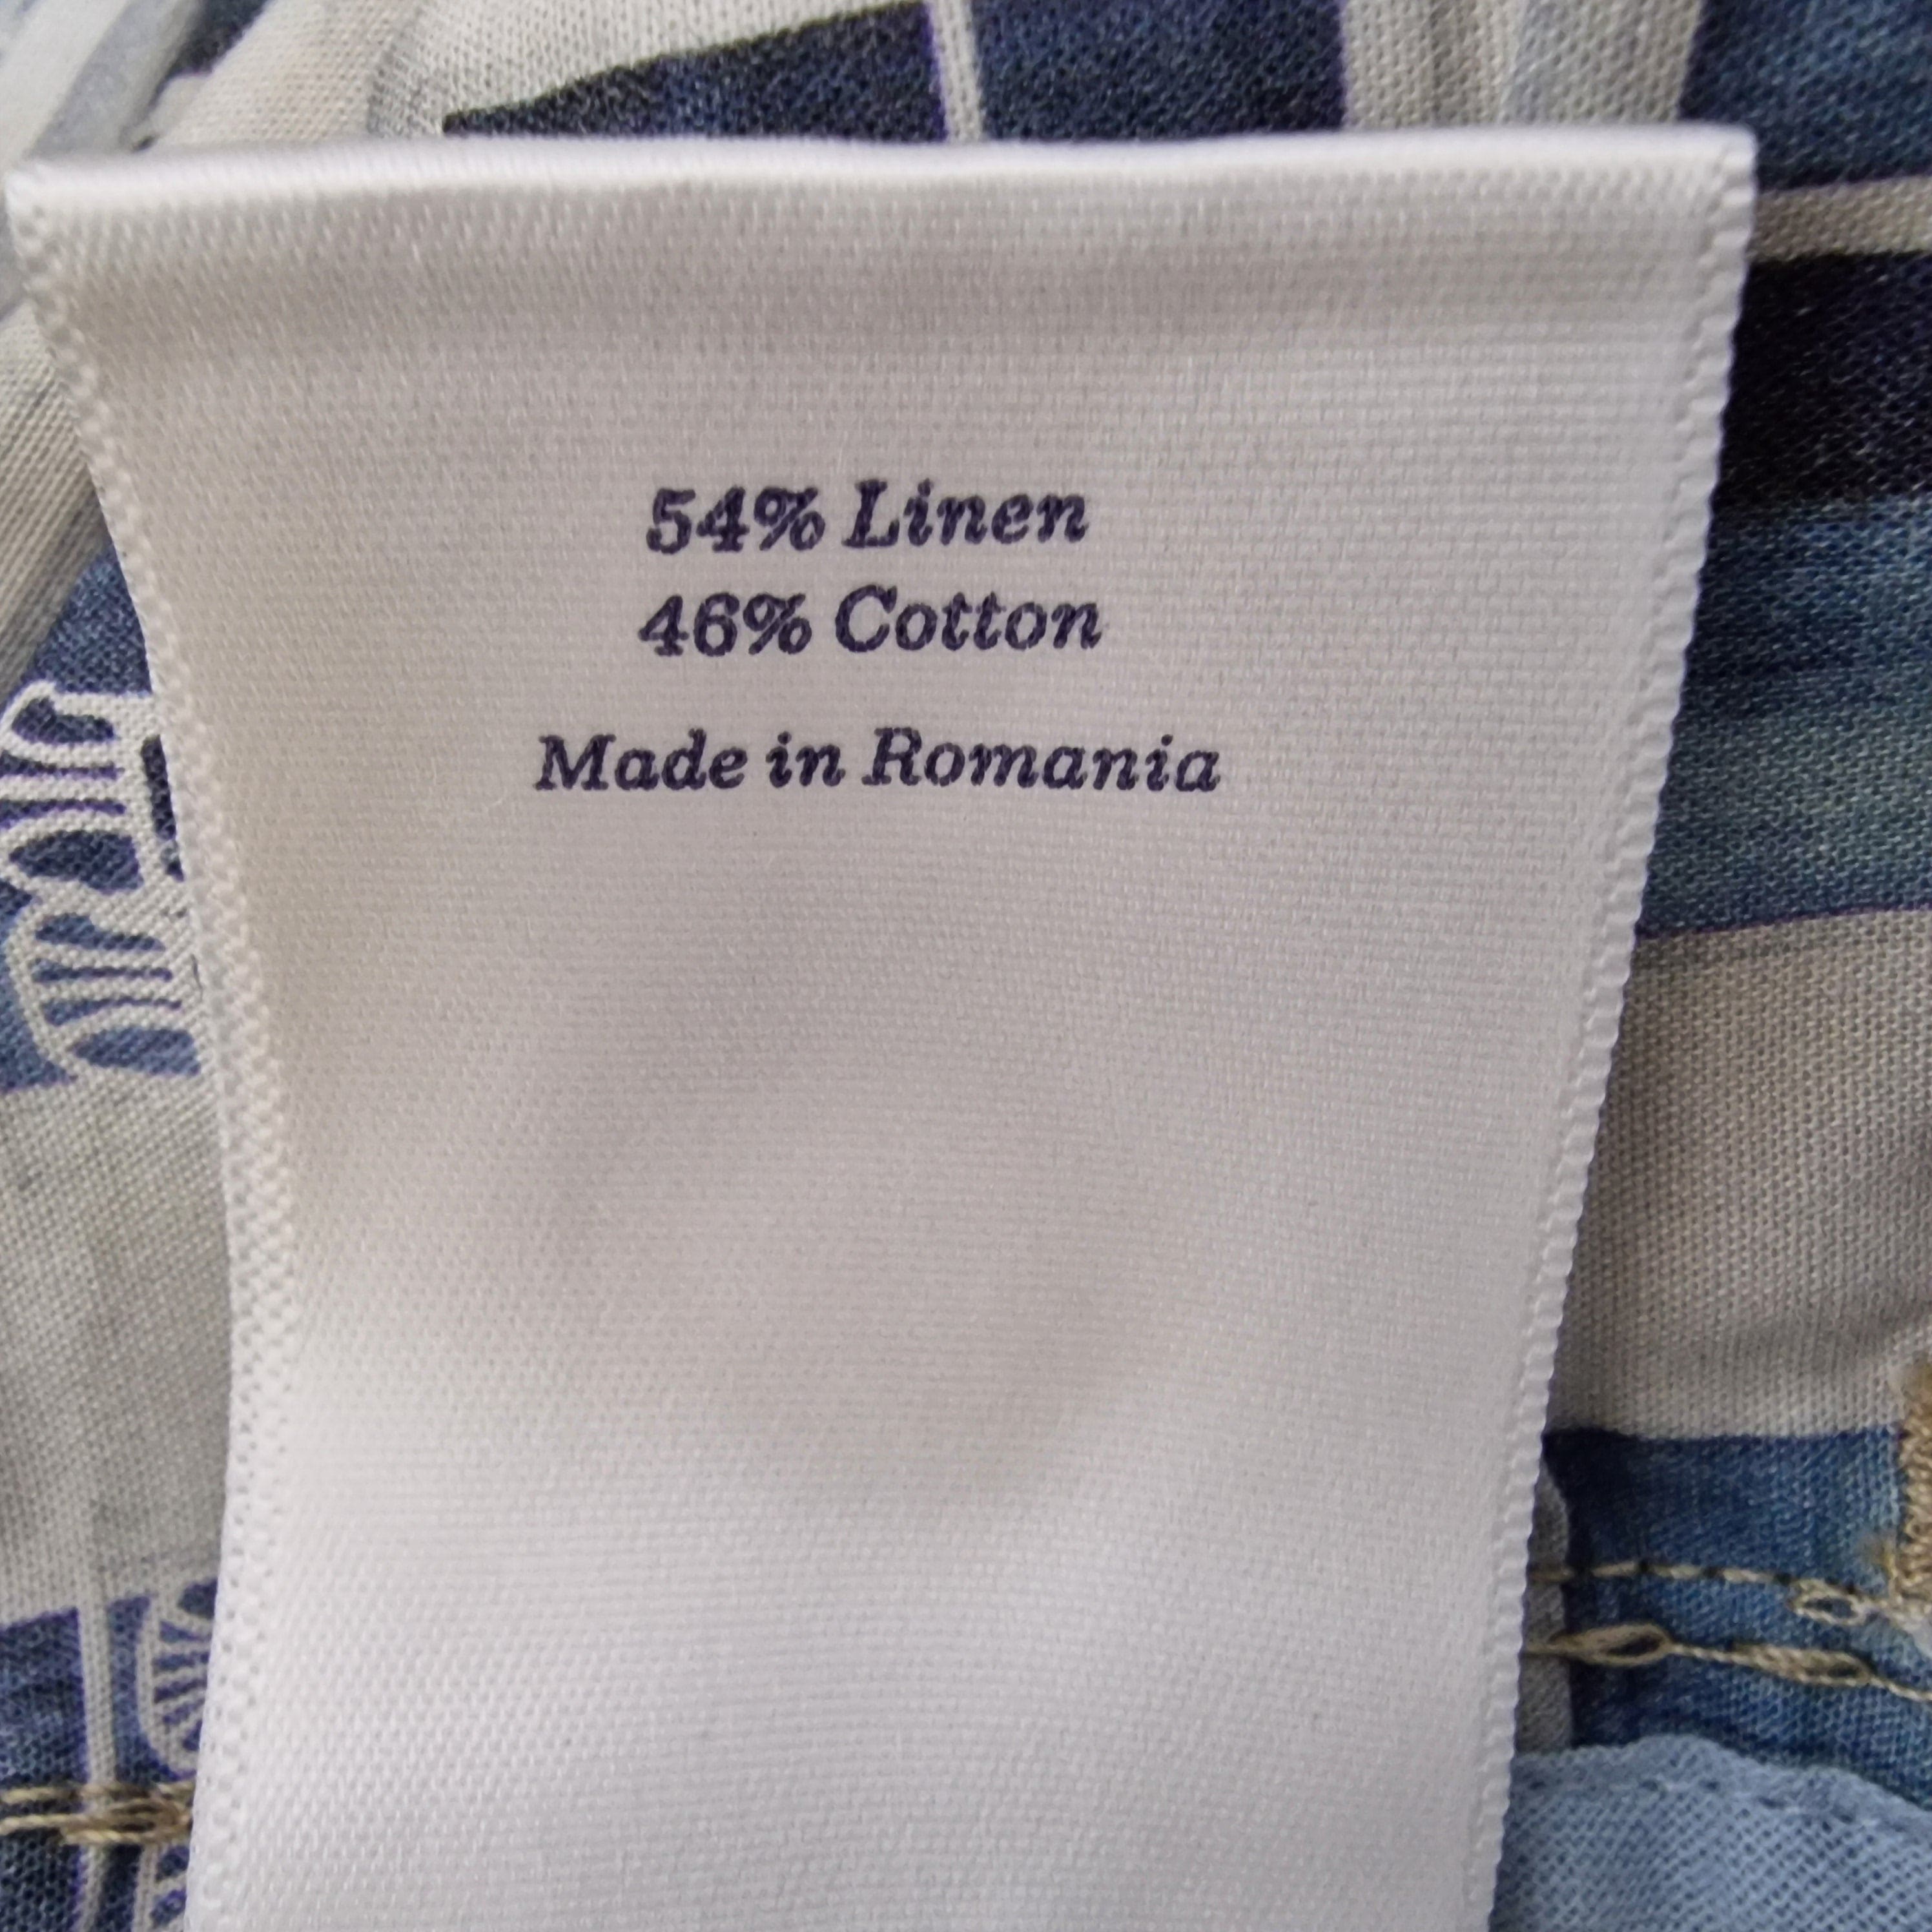 54% Linen
46% Cotton
Made in Romania